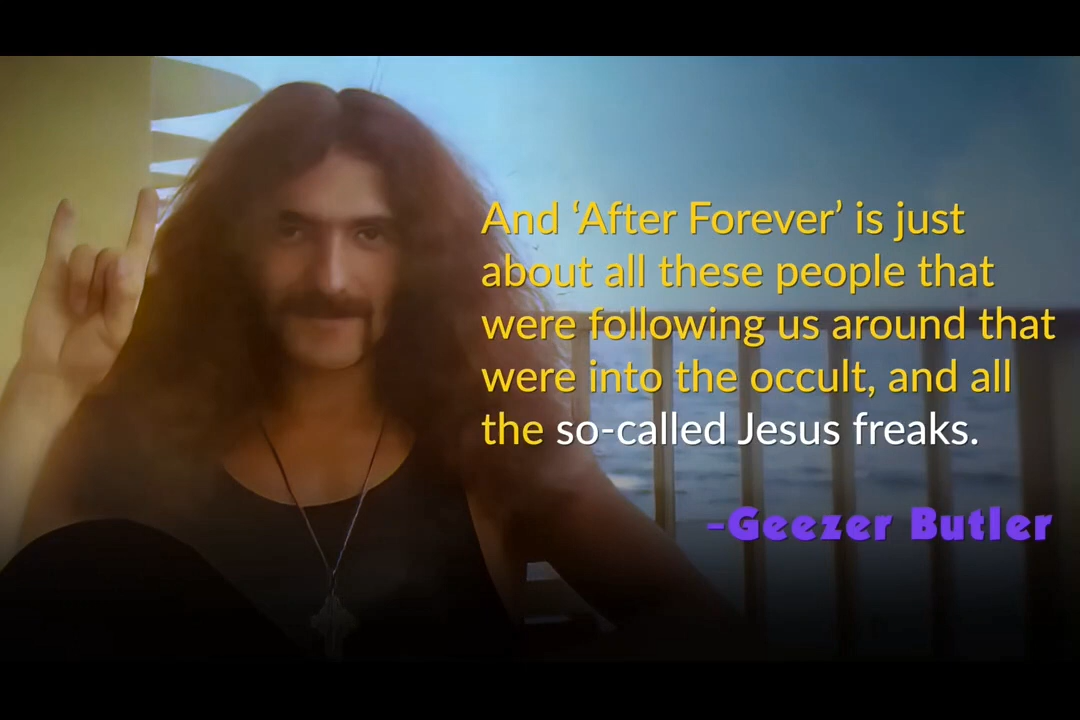 And ‘After Forever’ is just
about all these people that
were following us around that
were into the occult, and all
the so-called Jesus freaks.
-Geezer Butler